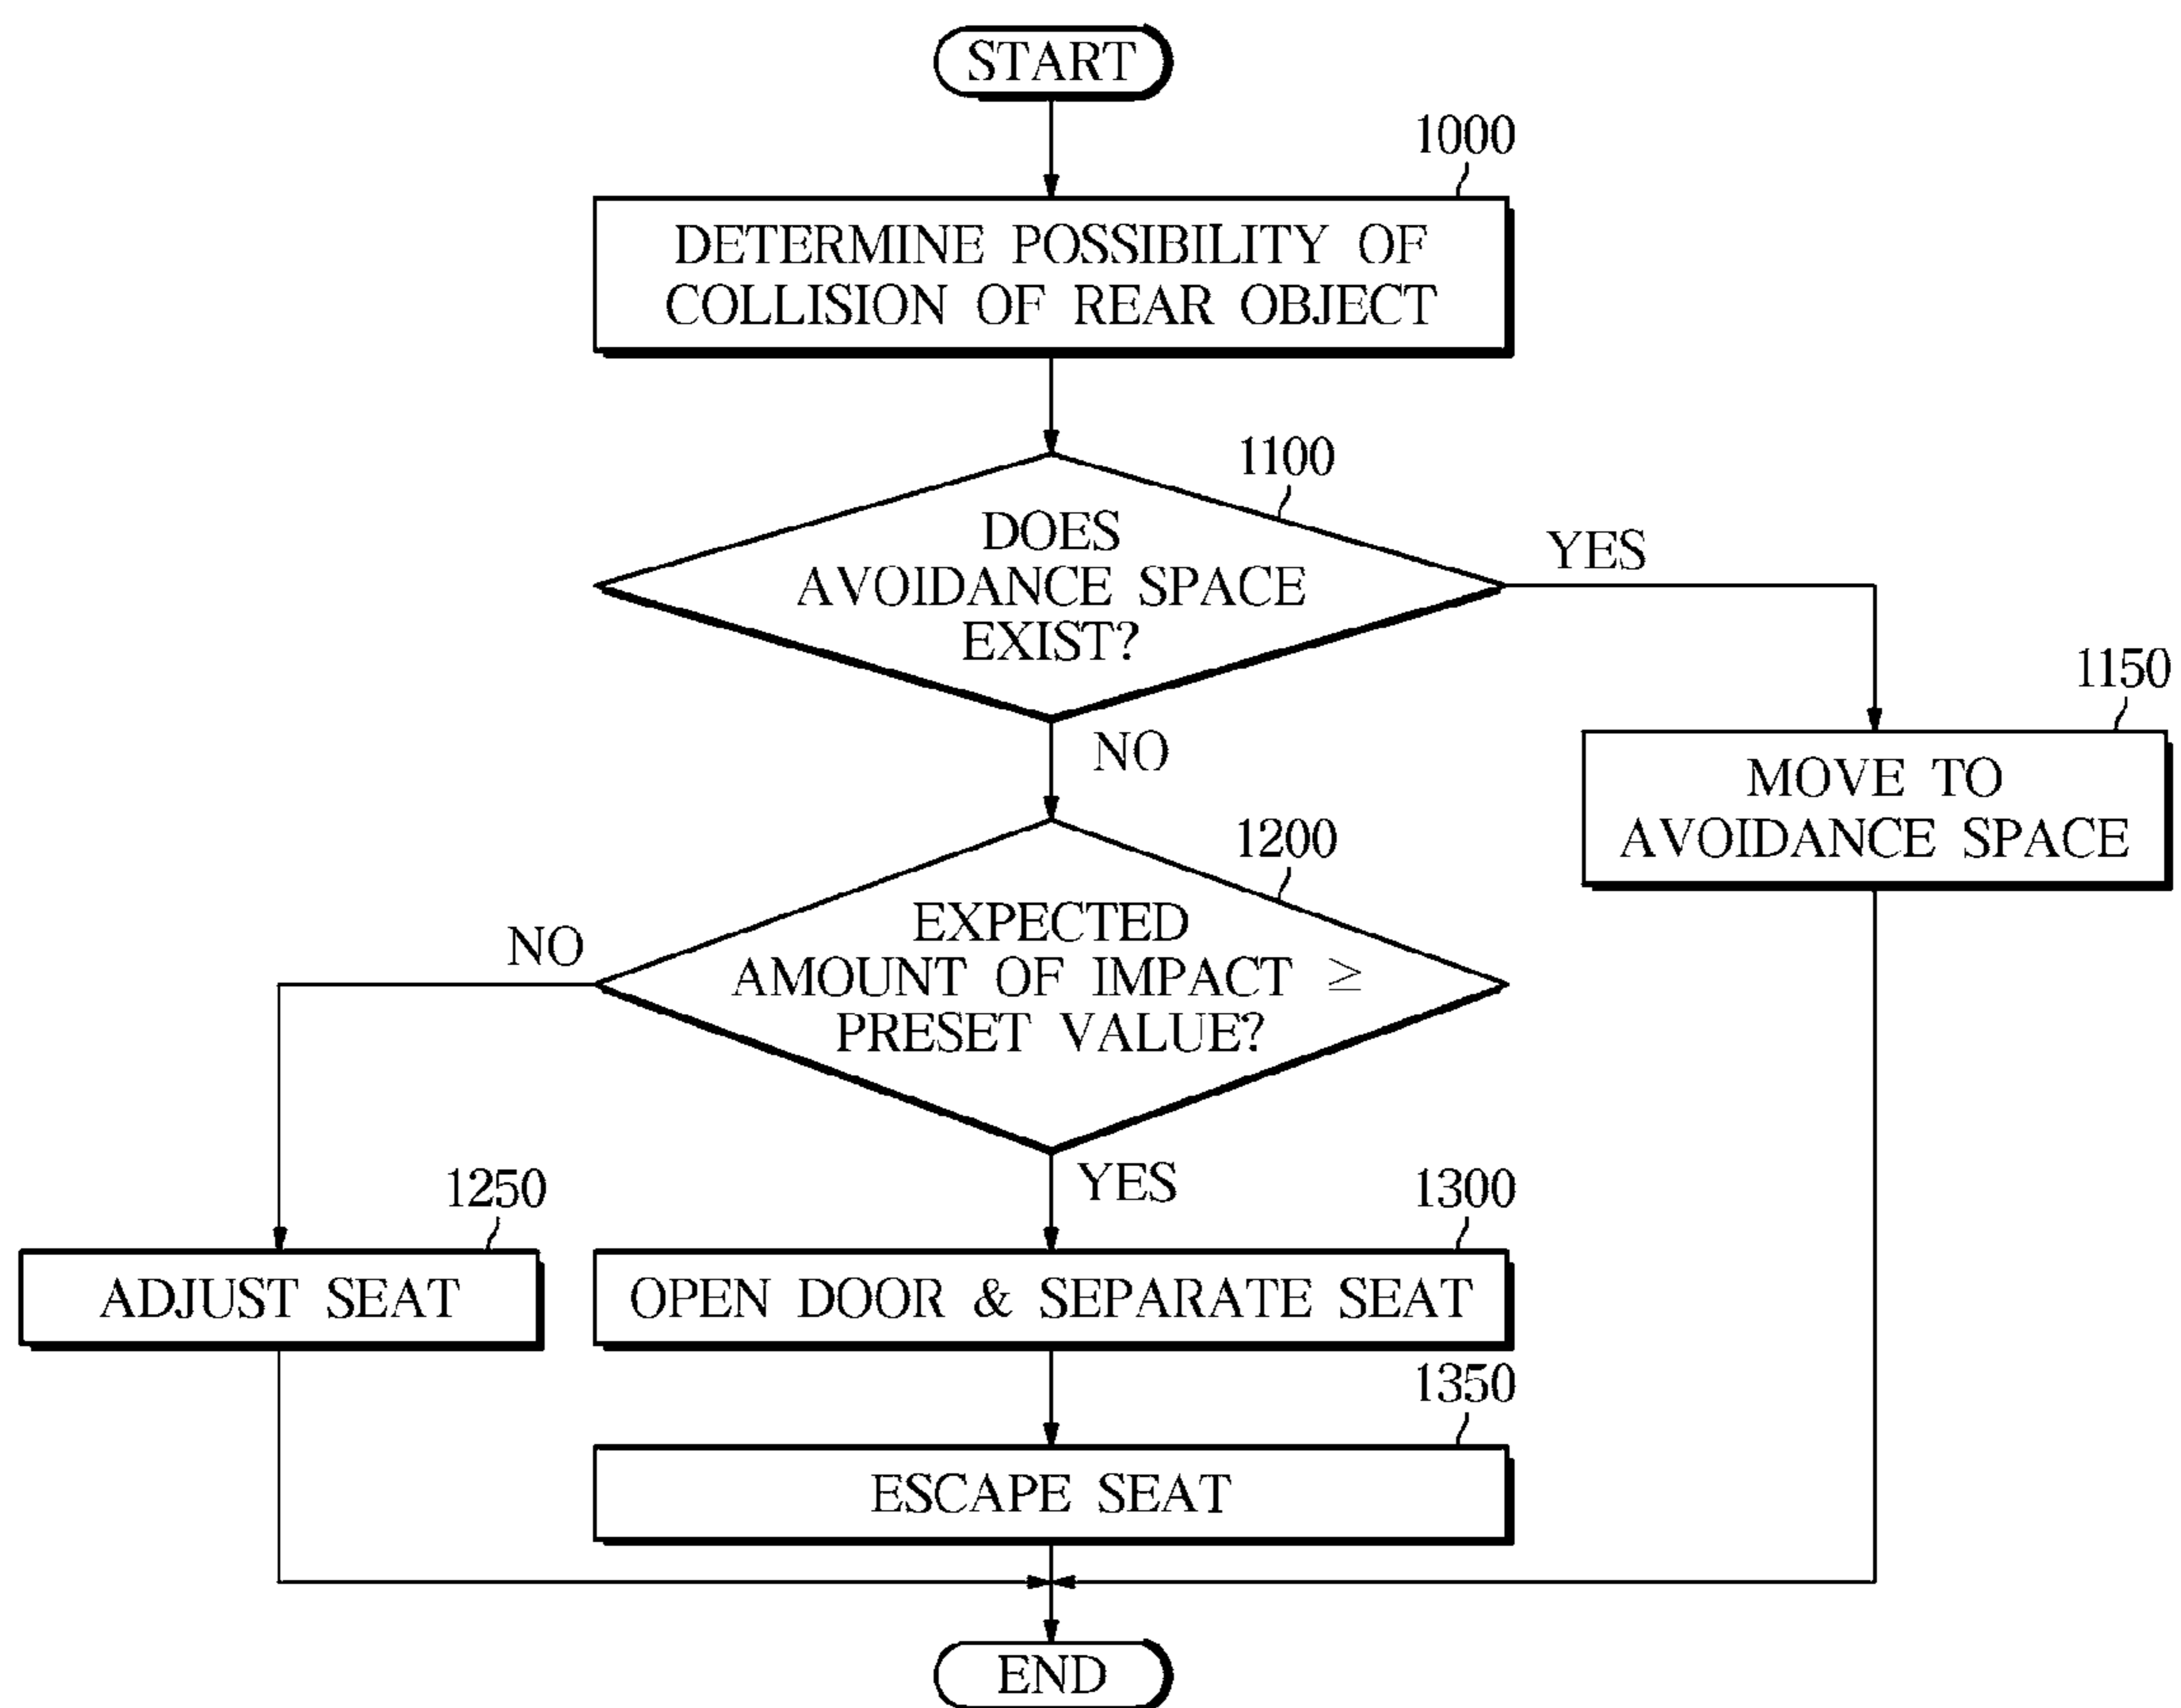 START
1000
DETERMINE POSSIBILITY OF
COLLISION OF REAR OBJECT
1100
DOES
AVOIDANCE SPACE
EXIST?
YES
NO
1150
MOVE TO
AVOIDANCE SPACE
1200
EXPECTED
AMOUNT OF IMPACT ≥
PRESET VALUE?
NO
YES
1250
ADJUST SEAT
1300
OPEN DOOR & SEPARATE SEAT
1350
ESCAPE SEAT
END